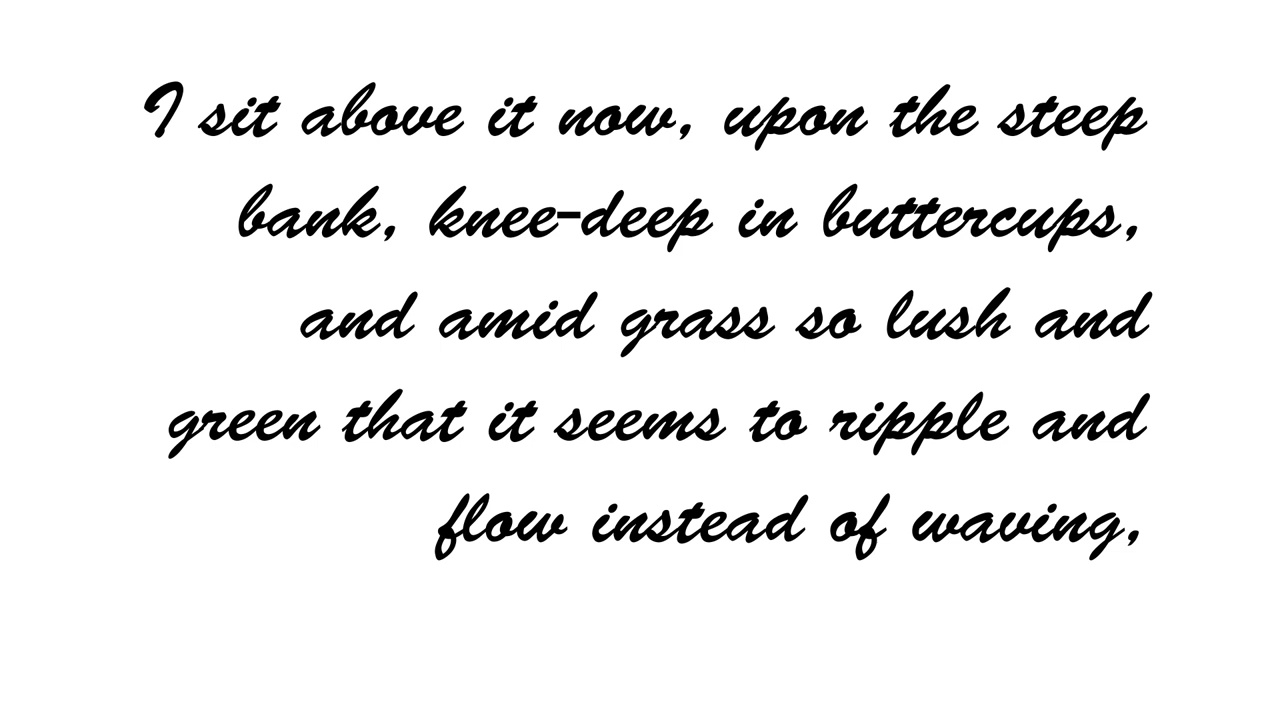 I sit above it now, upon the steep
bank, knee-deep in buttercups,
and amid grass so lush and
green that it seems to ripple and
flow instead of waving,